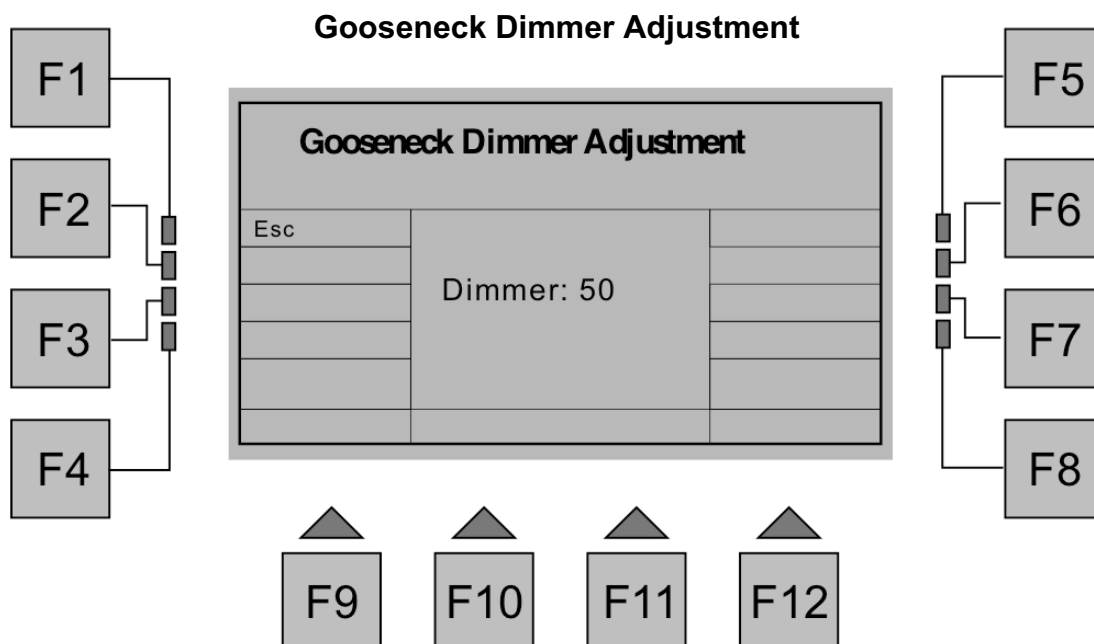 Gooseneck Dimmer Adjustment
F1
F5
Gooseneck Dimmer Adjustment
F2
F6
Esc
Dimmer: 50
F3
F7
F4
F8
F9 F10 F11 F12